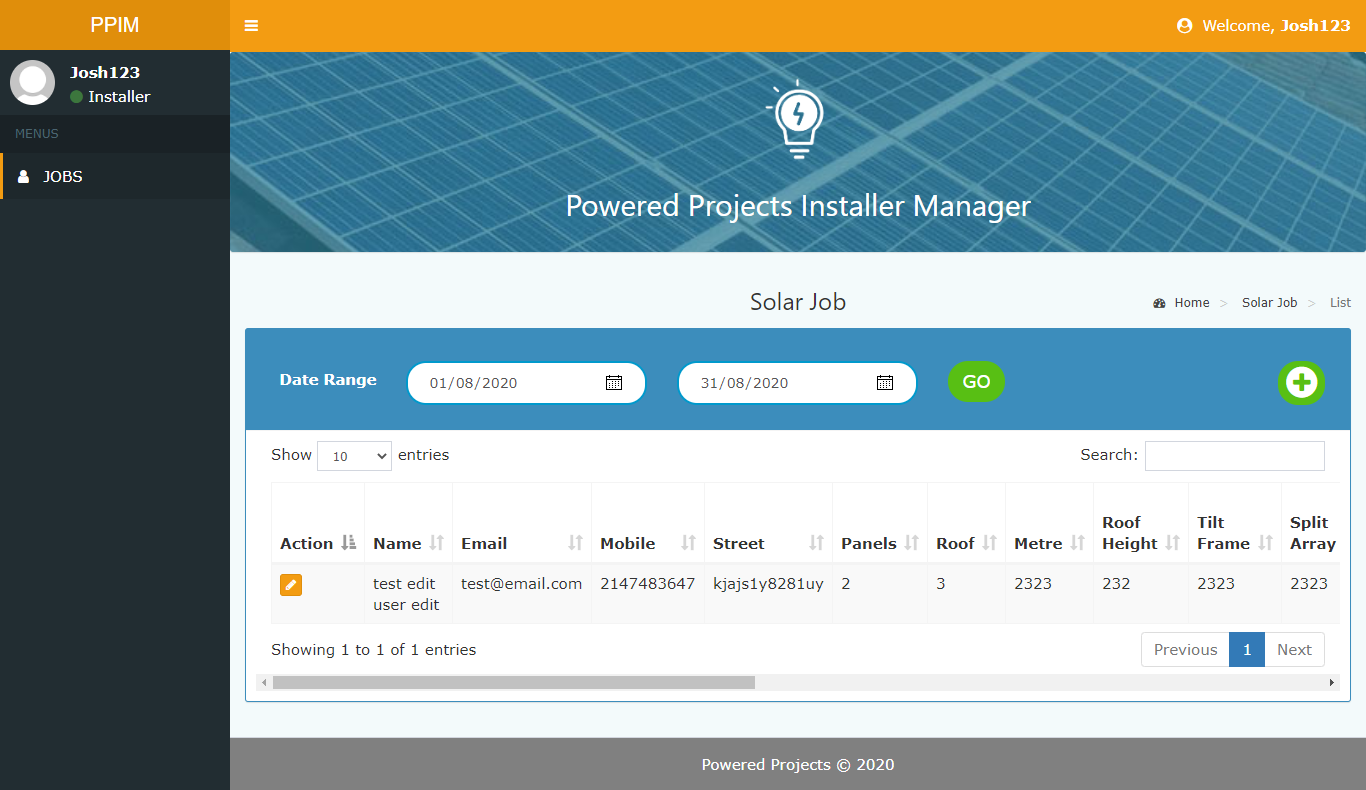 PPIM
Welcome, Josh123
Josh123
Installer
MENUS
JOBS
Powered Projects Installer Manager
Solar Job
Home > Solar Job > List
Date Range 01/08/2020 31/08/2020 GO
Show 10 entries Search:
Action Name Email Mobile Street Panels Roof Metre Roof Height Tilt Frame Split Array
test edit user edit test@email.com 2147483647 kjajs1y8281uy 2 3 2323 232 2323 2323
Showing 1 to 1 of 1 entries Previous 1 Next
Powered Projects © 2020